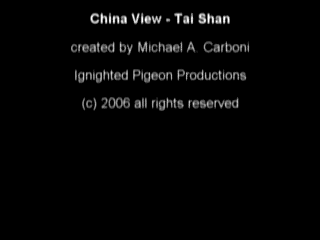 China View - Tai Shan
created by Michael A. Carboni
Ignighted Pigeon Productions
(c) 2006 all rights reserved